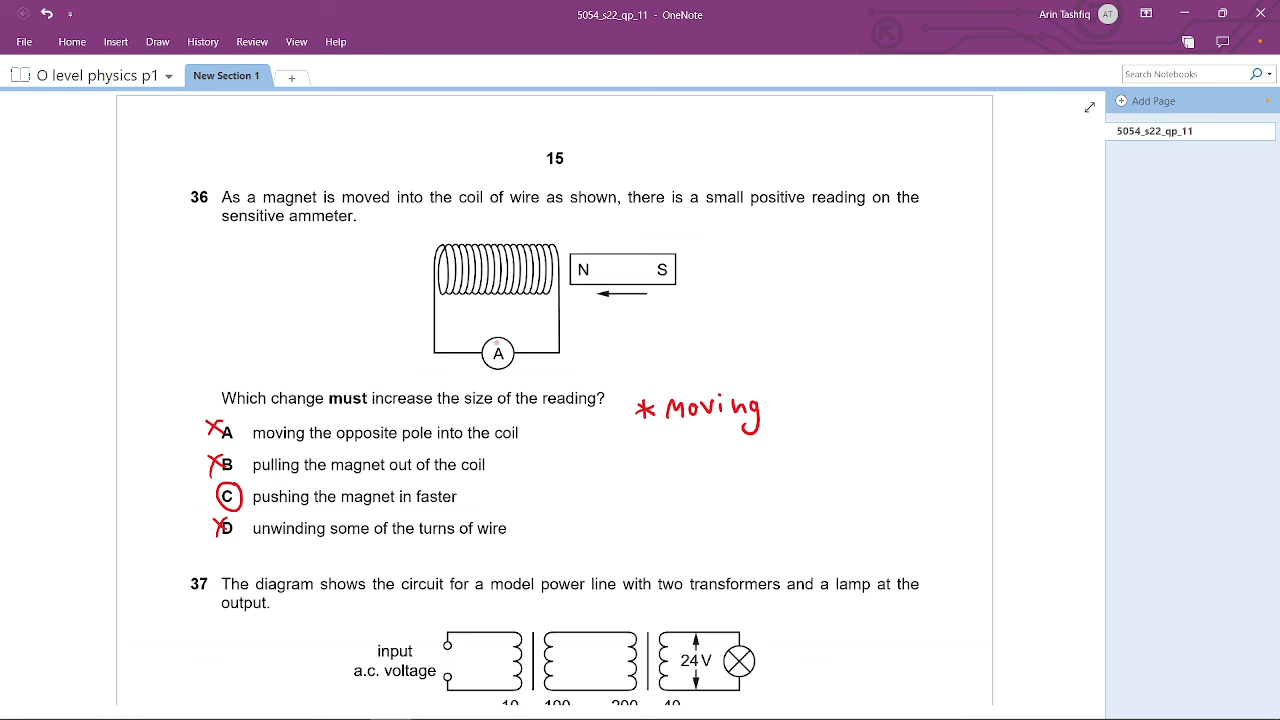 5054_s22_qp_11 - OneNote
Arin Tashfiq
AT
File Home Insert Draw History Review View Help
O level physics p1
New Section 1
Search Notebooks
Add Page
5054_s22_qp_11
15
36 As a magnet is moved into the coil of wire as shown, there is a small positive reading on the
sensitive ammeter.
N S
A
Which change must increase the size of the reading?
* moving
A moving the opposite pole into the coil
B pulling the magnet out of the coil
C pushing the magnet in faster
D unwinding some of the turns of wire
37 The diagram shows the circuit for a model power line with two transformers and a lamp at the
output.
input
a.c. voltage
24 V
10 100 200 40